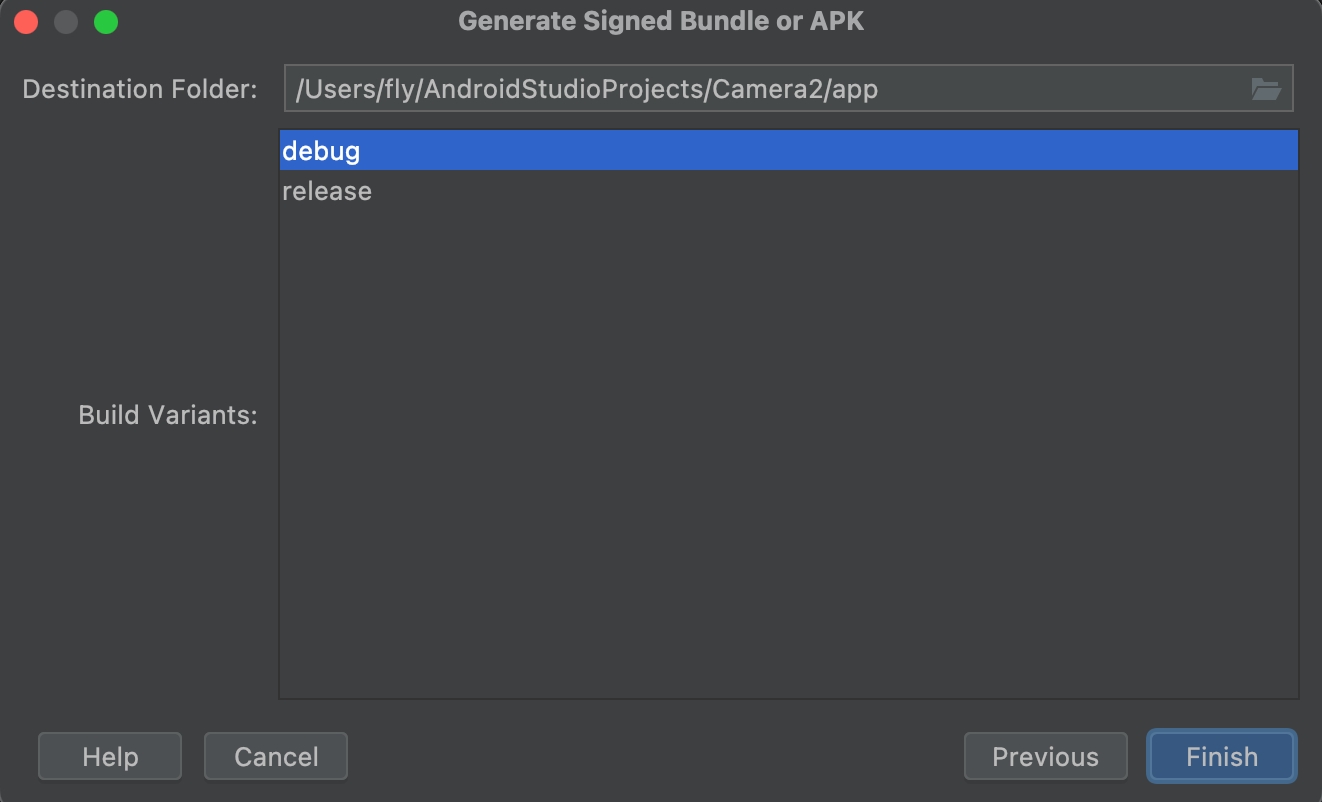 Generate Signed Bundle or APK
Destination Folder: /Users/fly/AndroidStudioProjects/Camera2/app
debug
release
Build Variants:
Help Cancel Previous Finish